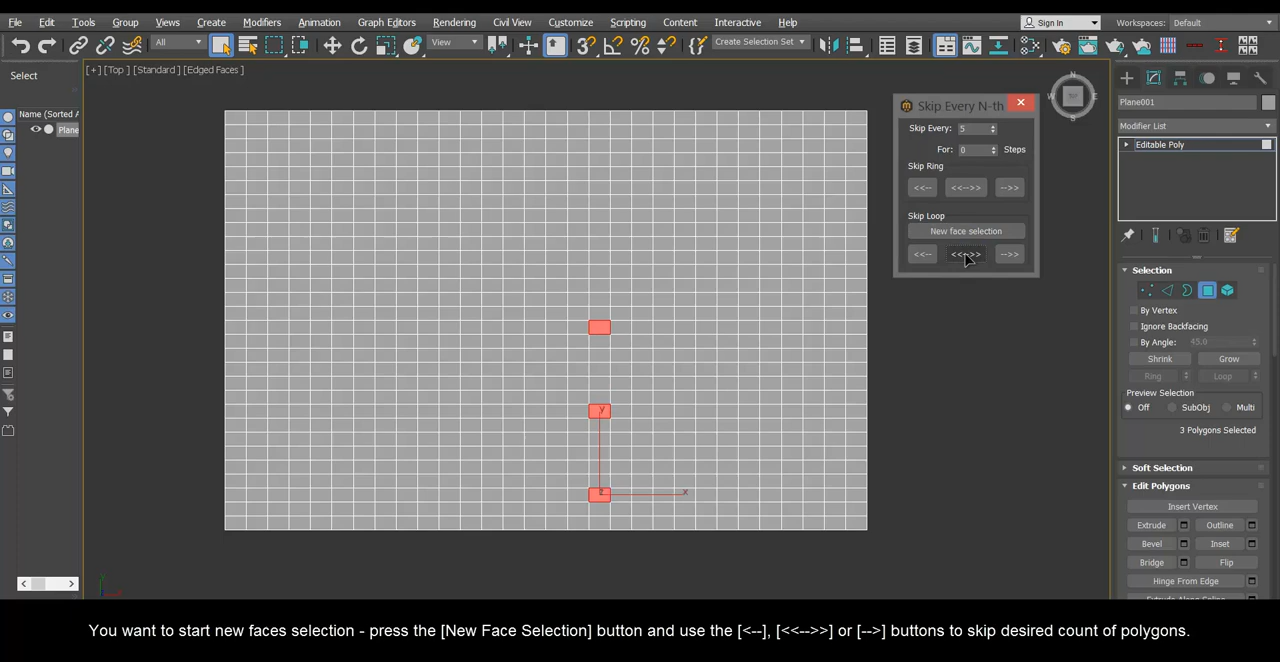 File Edit Tools Group Views Create Modifiers Animation Graph Editors Rendering Civil View Customize Scripting Content Interactive Help Sign In Workspaces: Default
All View Create Selection Set
[+] [Top ] [Standard ] [Edged Faces ]
Select
Name (Sorted A
Plane
Skip Every N-th
Skip Every: 5
For: 0 Steps
Skip Ring
<<-- <<-->> -->>
Skip Loop
New face selection
<<-- <<-->> -->>
N
W E
S
y
z x
Plane001
Modifier List
Editable Poly
Selection
By Vertex
Ignore Backfacing
By Angle: 45.0
Shrink Grow
Ring Loop
Preview Selection
Off SubObj Multi
3 Polygons Selected
Soft Selection
Edit Polygons
Insert Vertex
Extrude Outline
Bevel Inset
Bridge Flip
Hinge From Edge
Extrude Along Spline
You want to start new faces selection - press the [New Face Selection] button and use the [<--], [<<-->>] or [-->] buttons to skip desired count of polygons.